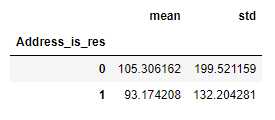 mean std
Address_is_res
0 105.306162 199.521159
1 93.174208 132.204281